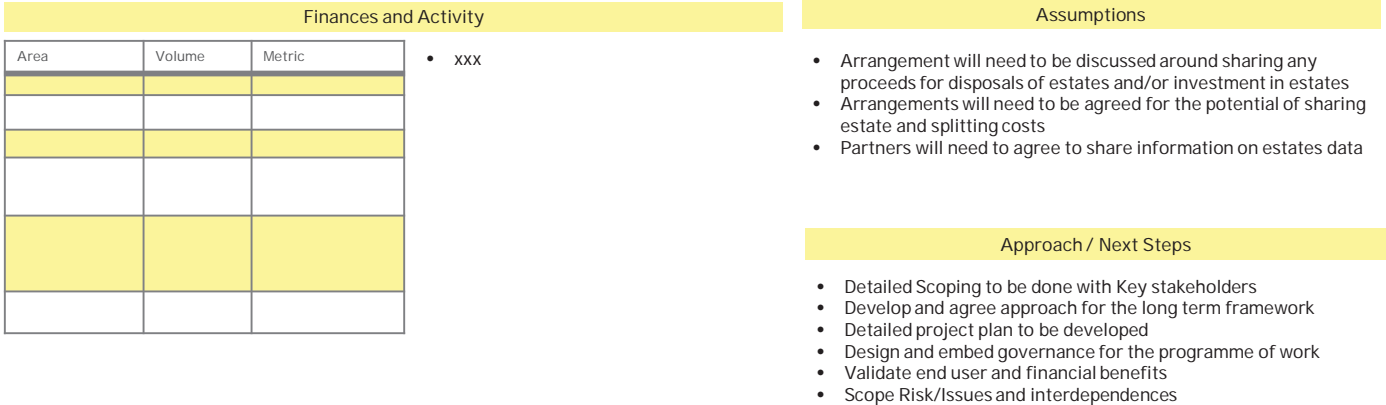 Finances and Activity
Area Volume Metric
• xxx
Assumptions
• Arrangement will need to be discussed around sharing any
proceeds for disposals of estates and/or investment in estates
• Arrangements will need to be agreed for the potential of sharing
estate and splitting costs
• Partners will need to agree to share information on estates data
Approach / Next Steps
• Detailed Scoping to be done with Key stakeholders
• Develop and agree approach for the long term framework
• Detailed project plan to be developed
• Design and embed governance for the programme of work
• Validate end user and financial benefits
• Scope Risk/Issues and interdependences